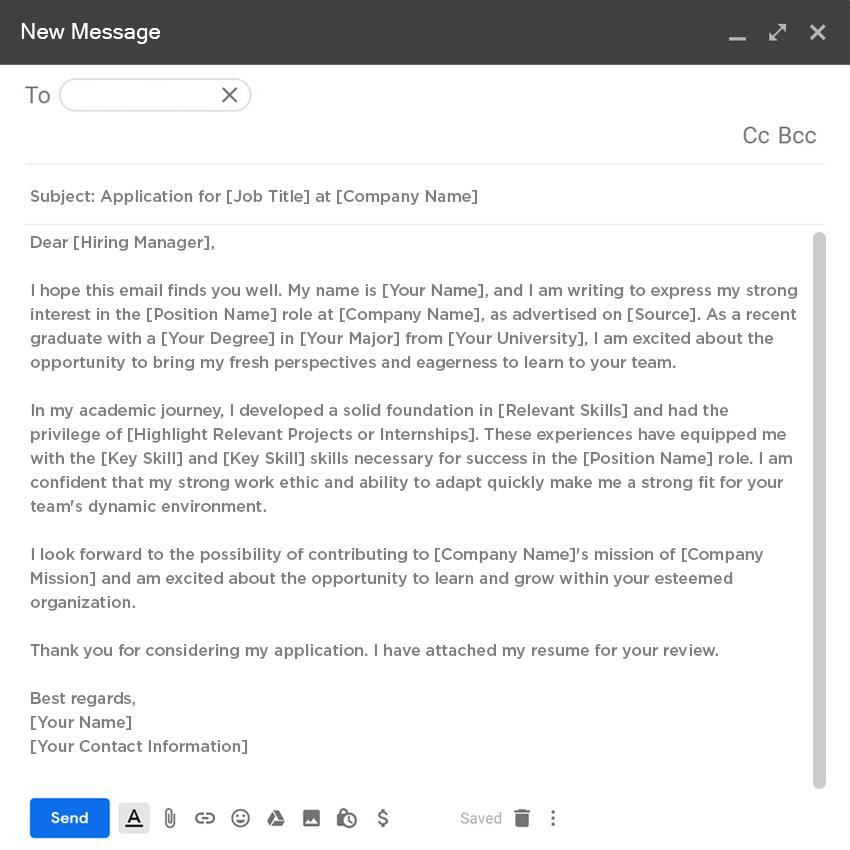 New Message
To
Cc Bcc
Subject: Application for [Job Title] at [Company Name]
Dear [Hiring Manager],
I hope this email finds you well. My name is [Your Name], and I am writing to express my strong
interest in the [Position Name] role at [Company Name], as advertised on [Source]. As a recent
graduate with a [Your Degree] in [Your Major] from [Your University], I am excited about the
opportunity to bring my fresh perspectives and eagerness to learn to your team.
In my academic journey, I developed a solid foundation in [Relevant Skills] and had the
privilege of [Highlight Relevant Projects or Internships]. These experiences have equipped me
with the [Key Skill] and [Key Skill] skills necessary for success in the [Position Name] role. I am
confident that my strong work ethic and ability to adapt quickly make me a strong fit for your
team's dynamic environment.
I look forward to the possibility of contributing to [Company Name]'s mission of [Company
Mission] and am excited about the opportunity to learn and grow within your esteemed
organization.
Thank you for considering my application. I have attached my resume for your review.
Best regards,
[Your Name]
[Your Contact Information]
Send A $ Saved